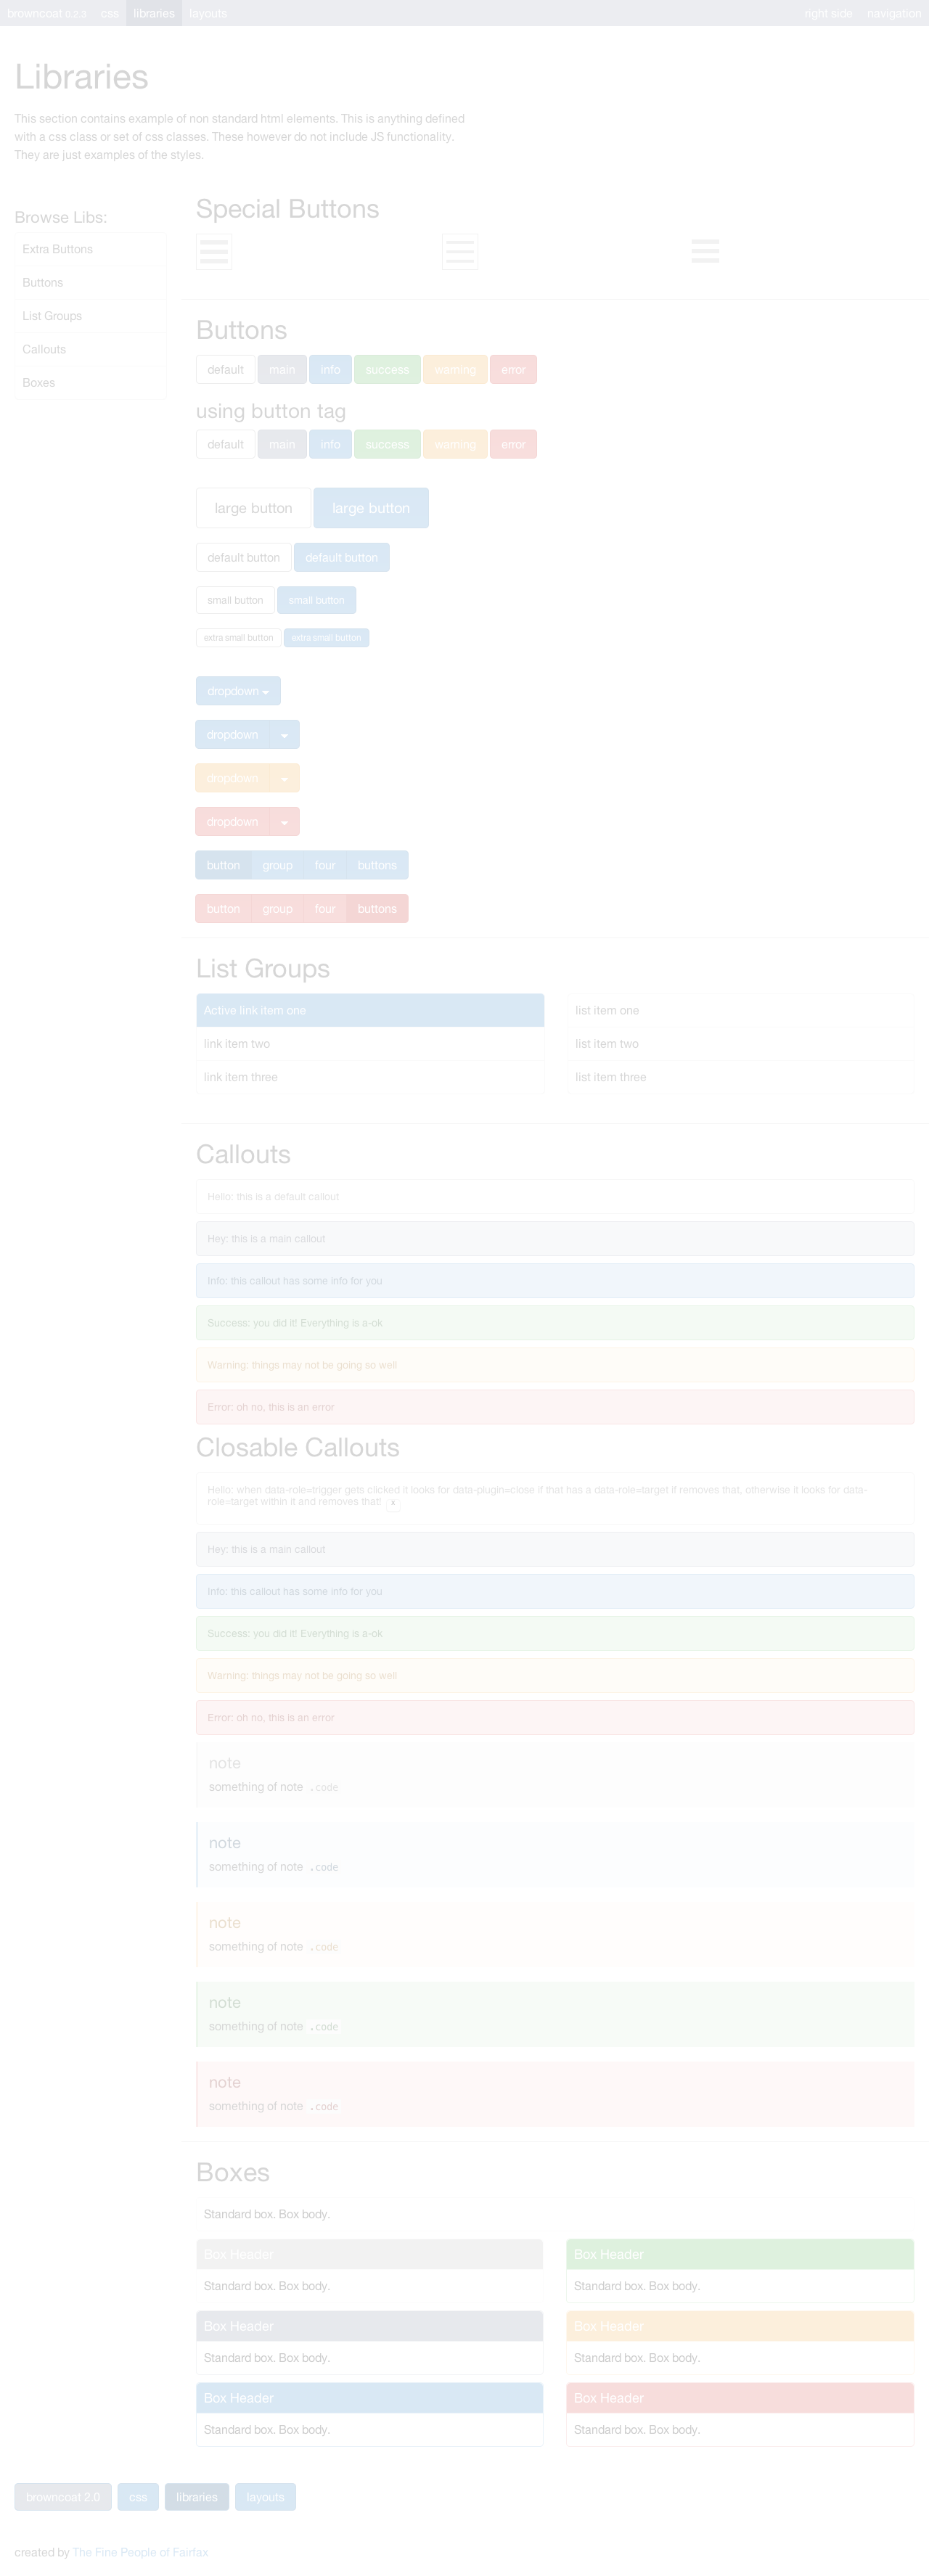 browncoat 0.2.3 css libraries layouts right side navigation
Libraries
This section contains example of non standard html elements. This is anything defined
with a css class or set of css classes. These however do not include JS functionality.
They are just examples of the styles.
Browse Libs:
Extra Buttons
Buttons
List Groups
Callouts
Boxes
Special Buttons
Buttons
default main info success warning error
using button tag
default main info success warning error
large button large button
default button default button
small button small button
extra small button extra small button
dropdown
dropdown
dropdown
dropdown
button group four buttons
button group four buttons
List Groups
Active link item one
link item two
link item three
list item one
list item two
list item three
Callouts
Hello: this is a default callout
Hey: this is a main callout
Info: this callout has some info for you
Success: you did it! Everything is a-ok
Warning: things may not be going so well
Error: oh no, this is an error
Closable Callouts
Hello: when data-role=trigger gets clicked it looks for data-plugin=close if that has a data-role=target if removes that, otherwise it looks for data-
role=target within it and removes that! x
Hey: this is a main callout
Info: this callout has some info for you
Success: you did it! Everything is a-ok
Warning: things may not be going so well
Error: oh no, this is an error
note
something of note .code
note
something of note .code
note
something of note .code
note
something of note .code
note
something of note .code
Boxes
Standard box. Box body.
Box Header Box Header
Standard box. Box body. Standard box. Box body.
Box Header Box Header
Standard box. Box body. Standard box. Box body.
Box Header Box Header
Standard box. Box body. Standard box. Box body.
browncoat 2.0 css libraries layouts
created by The Fine People of Fairfax